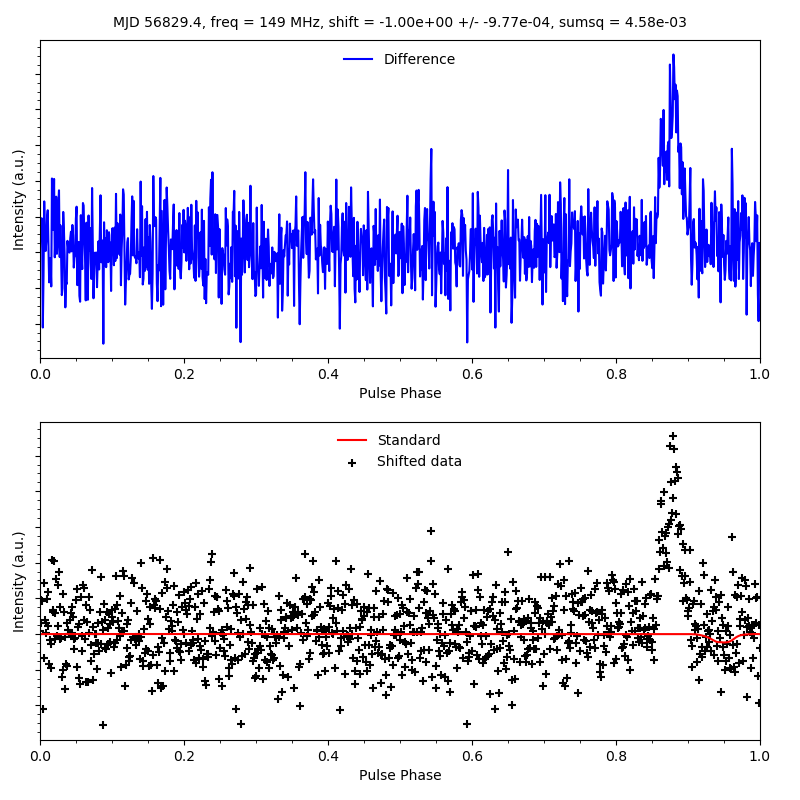 MJD 56829.4, freq = 149 MHz, shift = -1.00e+00 +/- -9.77e-04, sumsq = 4.58e-03
Difference
Intensity (a.u.)
0.0 0.2 0.4 0.6 0.8 1.0
Pulse Phase
Standard
Shifted data
Intensity (a.u.)
0.0 0.2 0.4 0.6 0.8 1.0
Pulse Phase